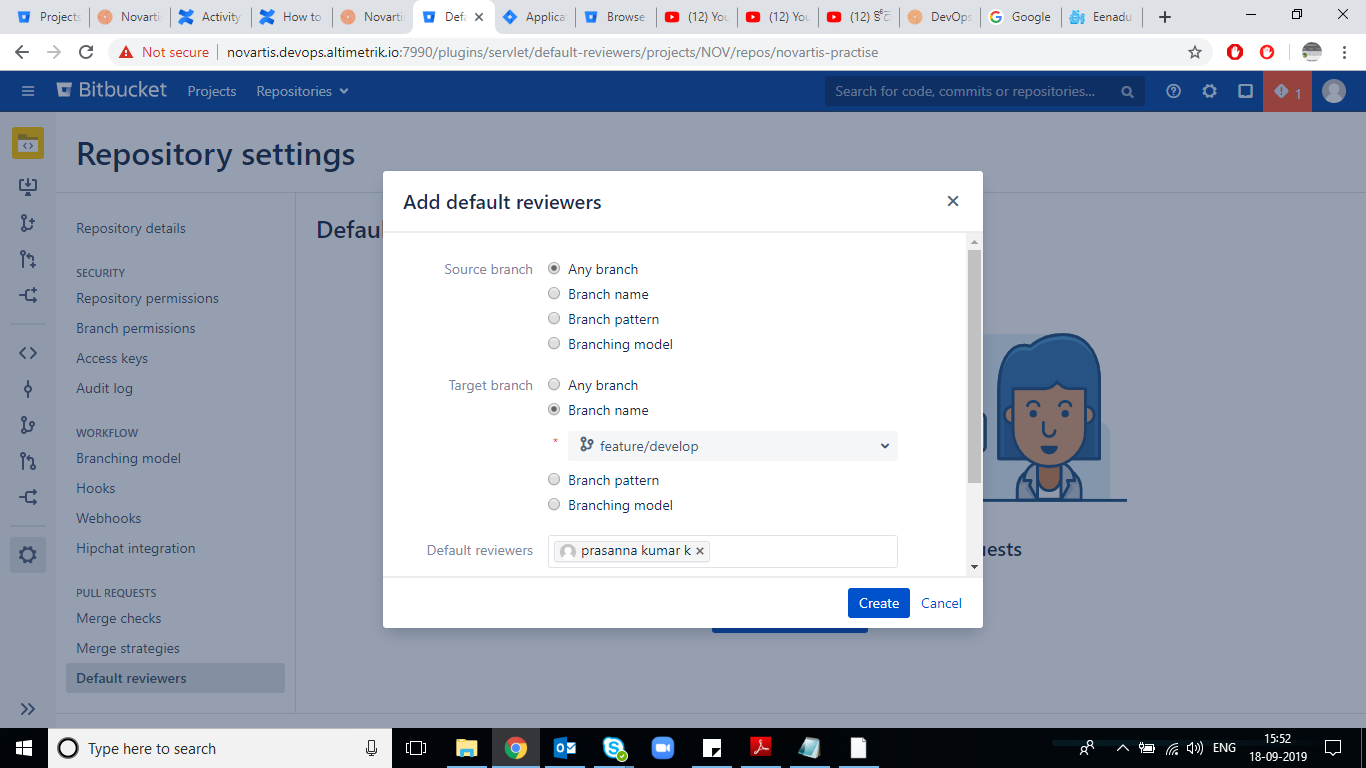 Projects
Novartis
Activity
How to
Novartis
Defa
Applica
Browse
(12) You
(12) You
(12)
DevOps
Google
Eenadu
Not secure
novartis.devops.altimetrik.io:7990/plugins/servlet/default-reviewers/projects/NOV/repos/novartis-practise
Bitbucket
Projects
Repositories
Search for code, commits or repositories...
1
Repository settings
Repository details
SECURITY
Repository permissions
Branch permissions
Access keys
Audit log
WORKFLOW
Branching model
Hooks
Webhooks
Hipchat integration
PULL REQUESTS
Merge checks
Merge strategies
Default reviewers
Defau
Add default reviewers
Source branch
Any branch
Branch name
Branch pattern
Branching model
Target branch
Any branch
Branch name
* feature/develop
Branch pattern
Branching model
Default reviewers
prasanna kumar k
uests
Create
Cancel
Type here to search
ENG
15:52
18-09-2019